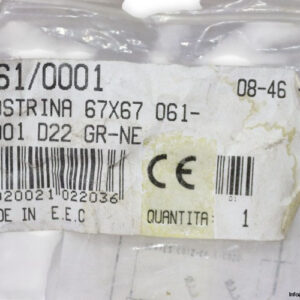 61/0001
08-46
OSTRINA 67X67 061-
001 D22 GR-NE
CE
020021 022036
DE IN E.E.C
QUANTITA: 1